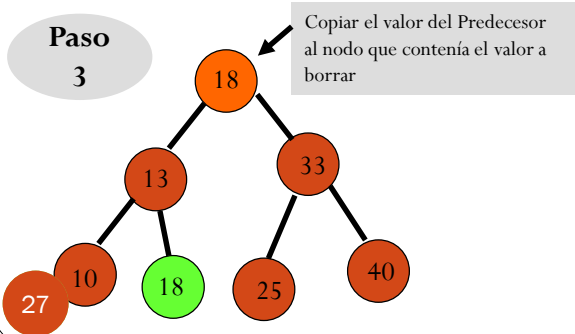 Paso
3
Copiar el valor del Predecesor
al nodo que contenía el valor a
borrar
18
13
33
10
18
25
40
27